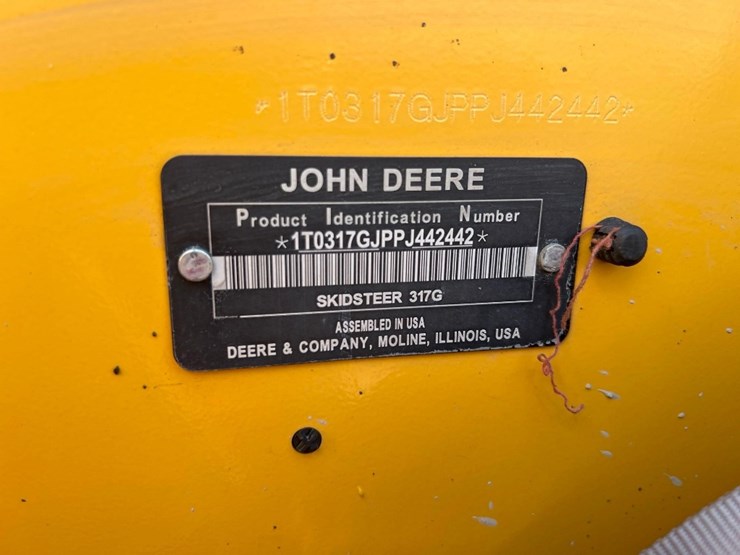 *1T0317GJPPJ442442*
JOHN DEERE
Product Identification Number
*1T0317GJPPJ442442*
SKIDSTEER 317G
ASSEMBLED IN USA
DEERE & COMPANY, MOLINE, ILLINOIS, USA